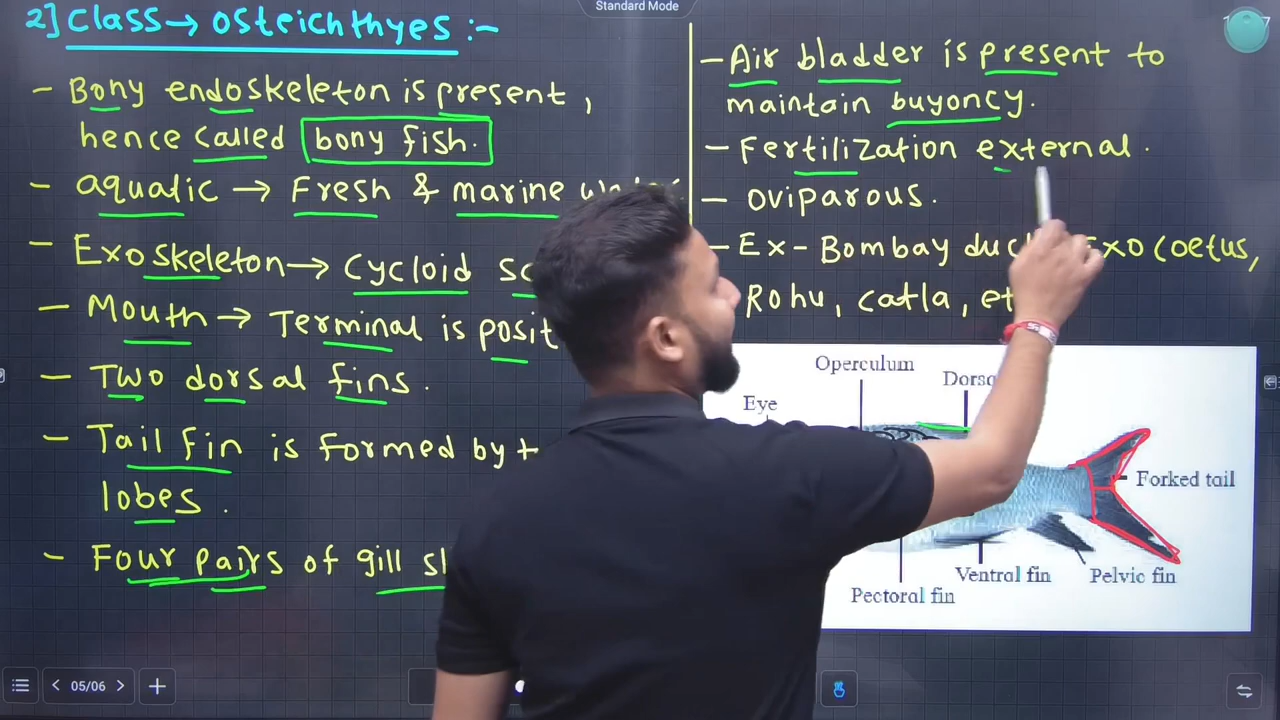 Standard Mode
2] Class → Osteichthyes :-
- Bony endoskeleton is present,
hence called bony fish.
- aquatic → Fresh & marine
- Exoskeleton → Cycloid
- Mouth → Terminal is
- Two dorsal fins.
- Tail fin is formed by
lobes.
- Four pairs of gill
- Air bladder is present to
maintain buyoncy.
- Fertilization external.
- oviparous.
- Ex - Bombay Exocoetus,
Rohu, catla,
Operculum
Eye
Forked tail
Ventral fin
Pelvic fin
Pectoral fin
05/06